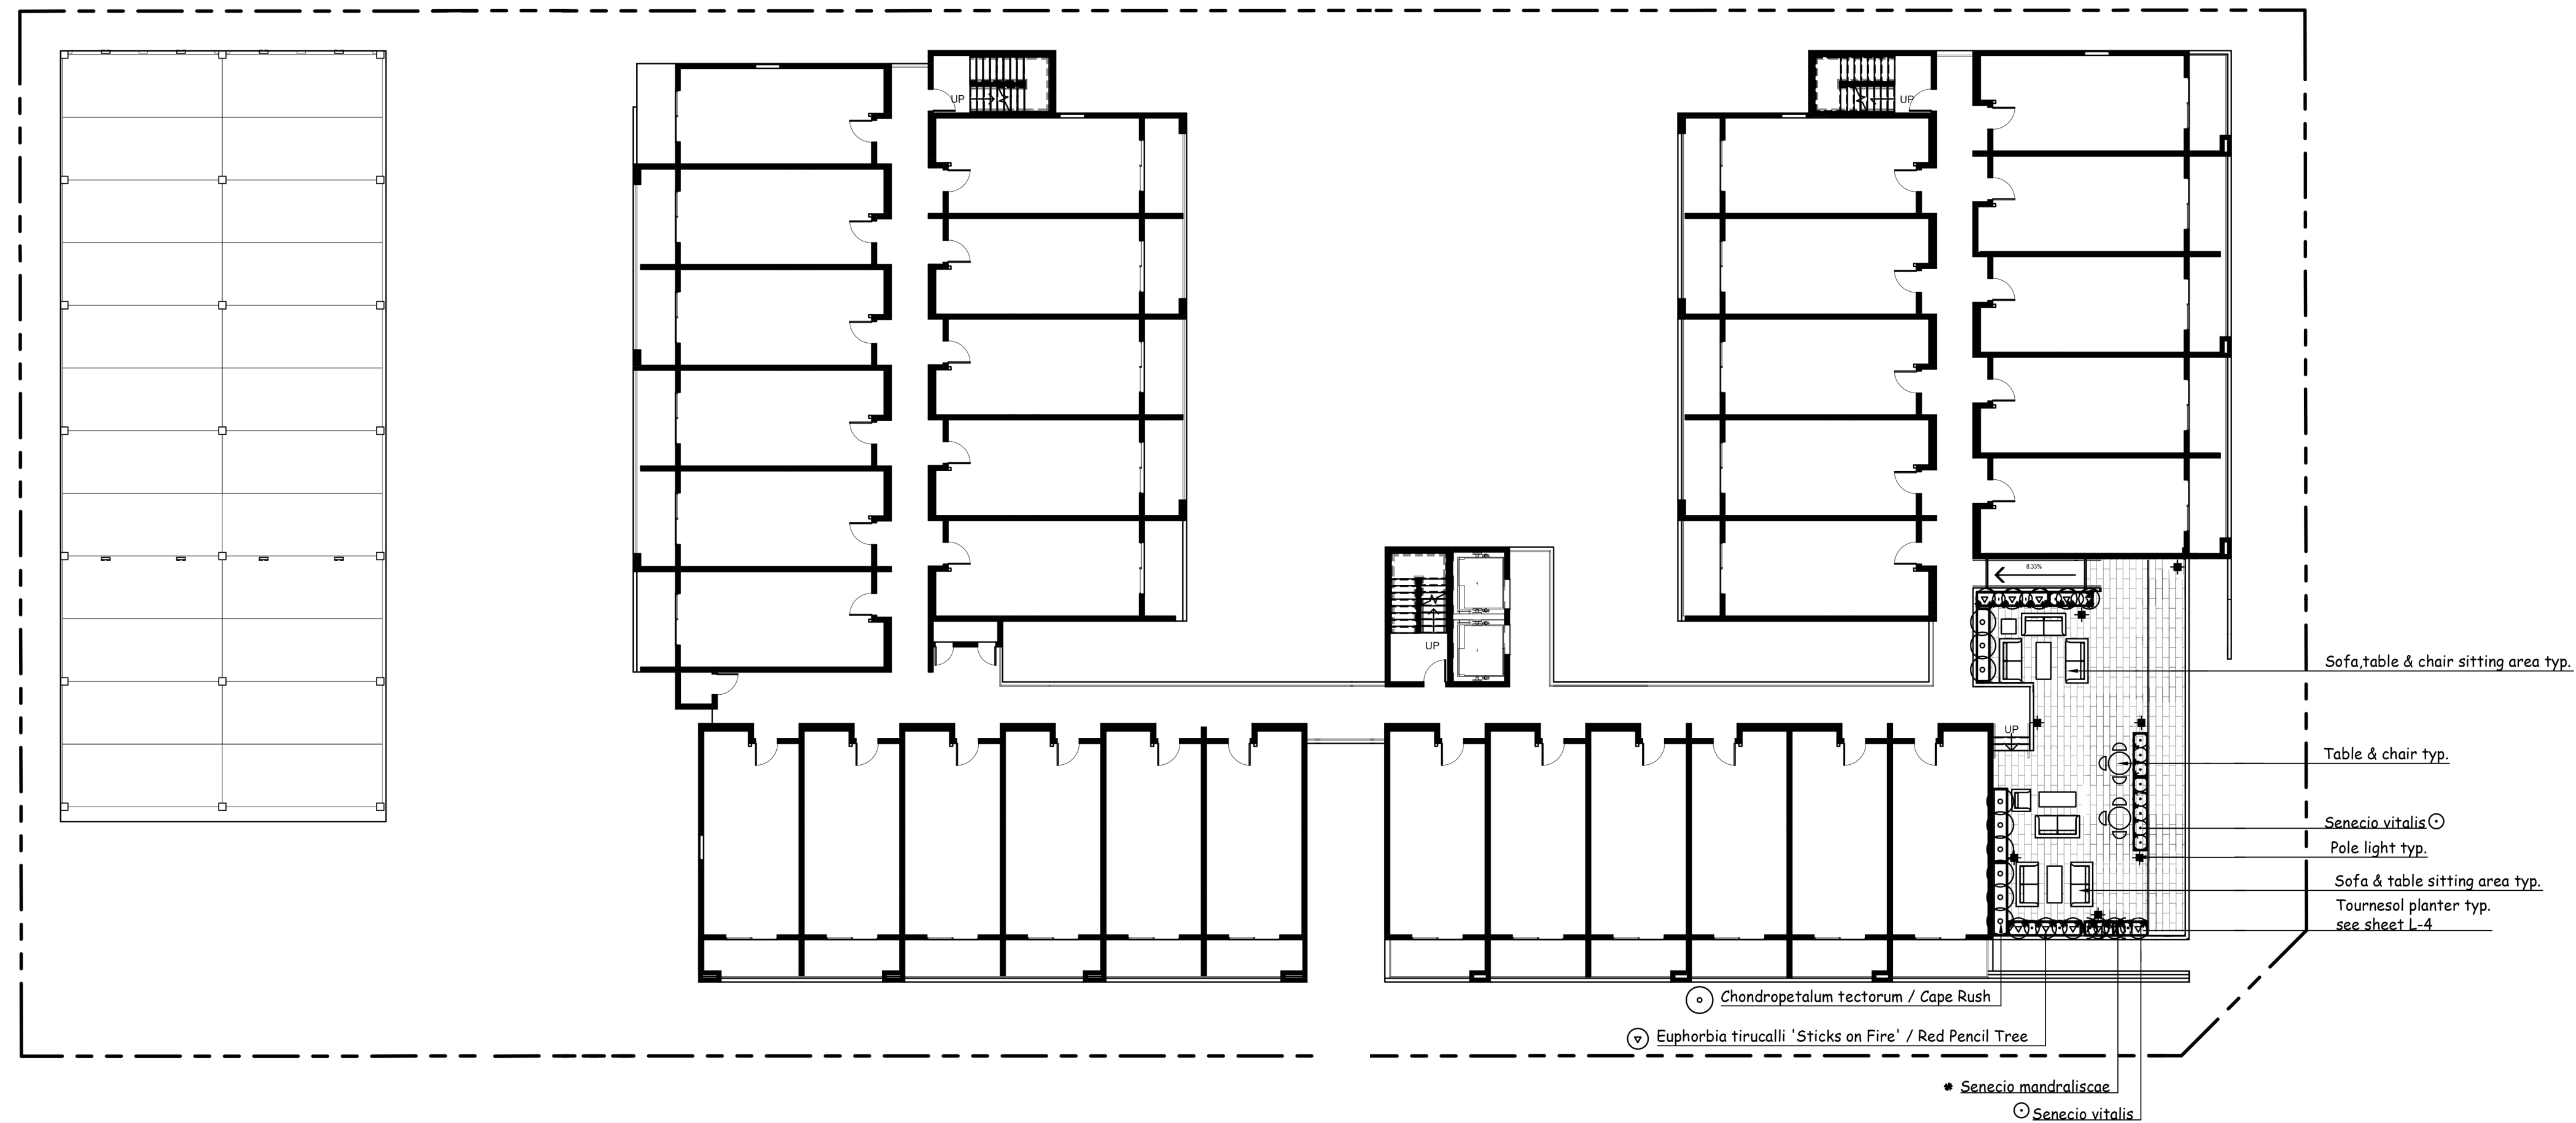 UP
UP
8.33%
UP
Sofa,table & chair sitting area typ.
UP
Table & chair typ.
Senecio vitalis
Pole light typ.
Sofa & table sitting area typ.
Tournesol planter typ.
see sheet L-4
Chondropetalum tectorum / Cape Rush
Euphorbia tirucalli 'Sticks on Fire' / Red Pencil Tree
Senecio mandraliscae
Senecio vitalis